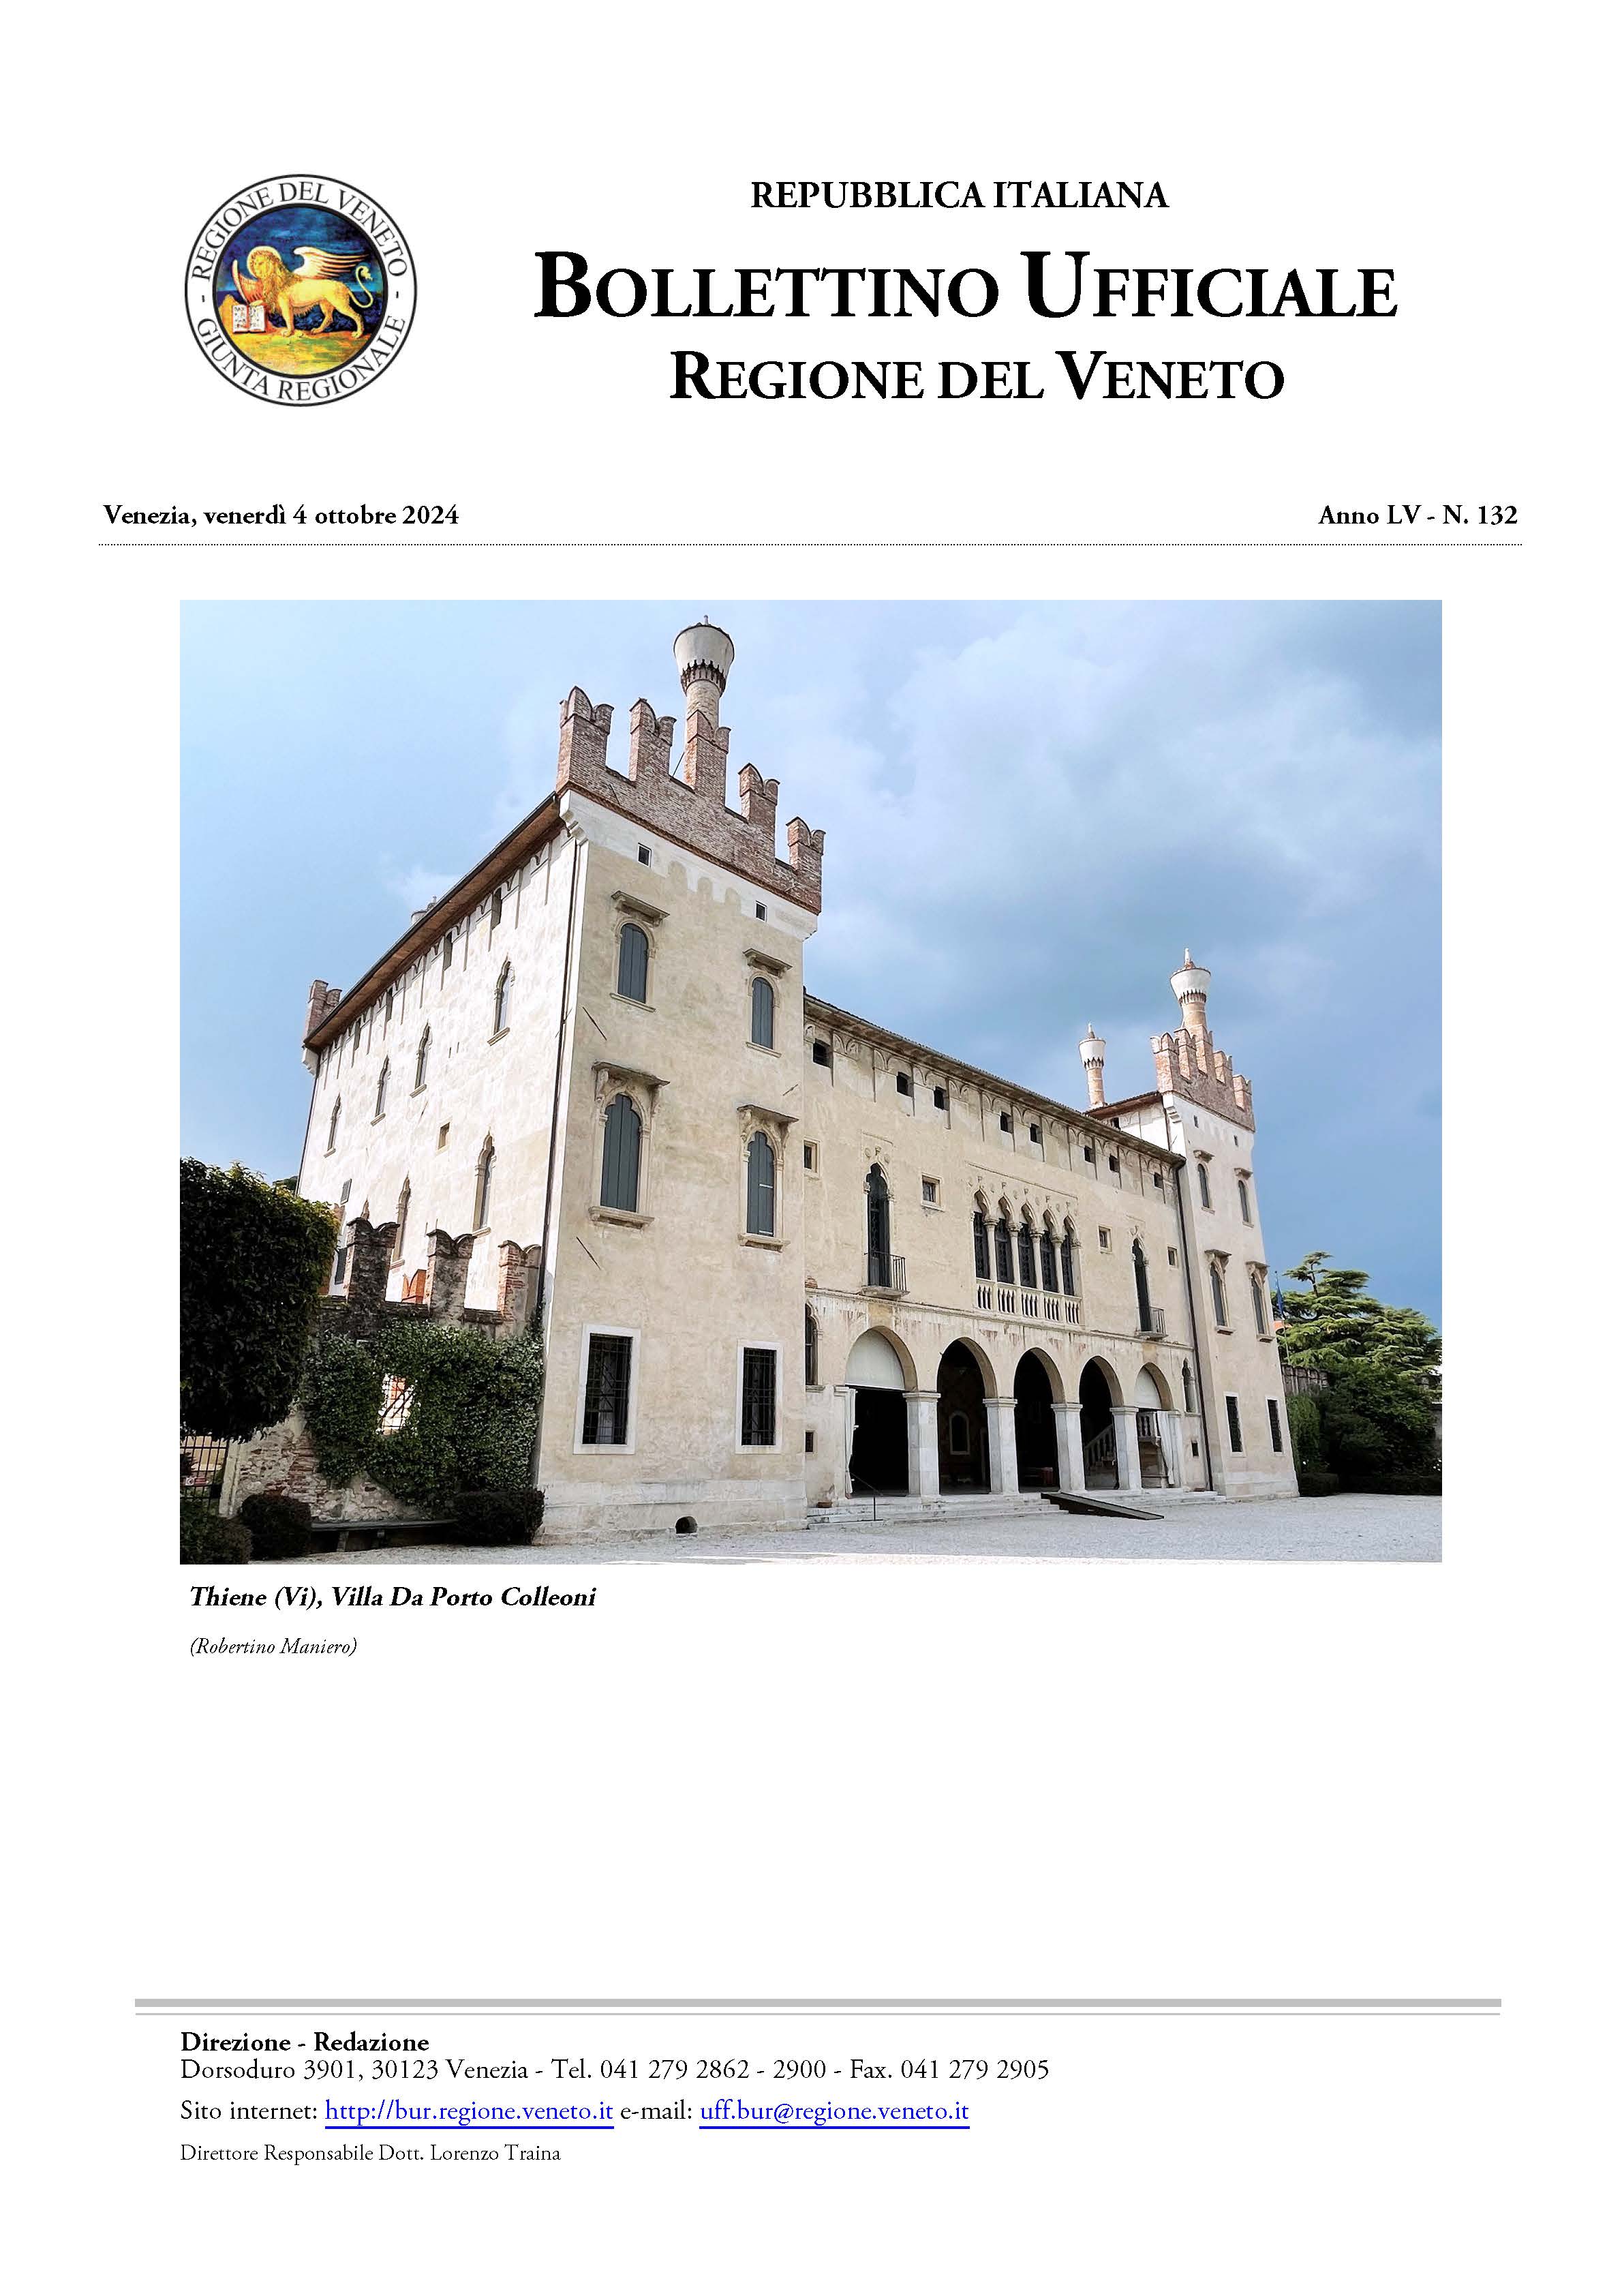 REGIONE DEL VENETO
- GIUNTA REGIONALE -
REPUBBLICA ITALIANA
BOLLETTINO UFFICIALE
REGIONE DEL VENETO
Venezia, venerdì 4 ottobre 2024
Anno LV - N. 132
Thiene (Vi), Villa Da Porto Colleoni
(Robertino Maniero)
Direzione - Redazione
Dorsoduro 3901, 30123 Venezia - Tel. 041 279 2862 - 2900 - Fax. 041 279 2905
Sito internet: http://bur.regione.veneto.it e-mail: uff.bur@regione.veneto.it
Direttore Responsabile Dott. Lorenzo Traina